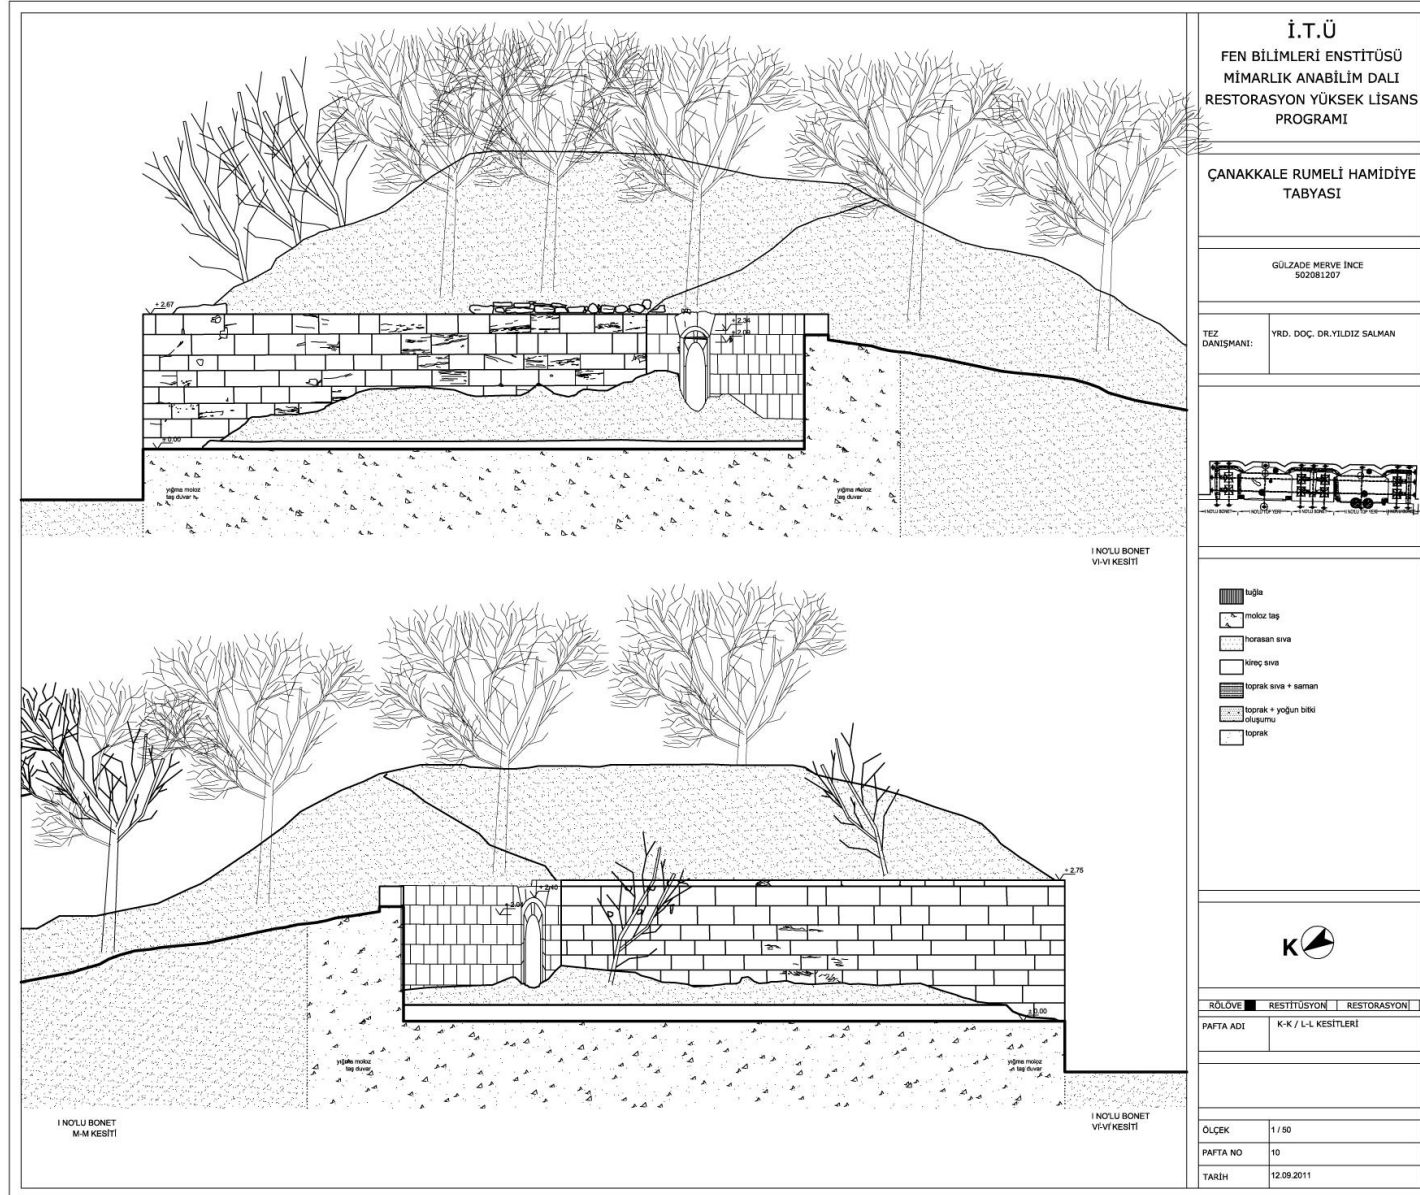 + 2.67
+ 2.34
+ 2.09
± 0.00
yığma moloz
taş duvar
yığma moloz
taş duvar
I NO'LU BONET
VI-VI KESİTİ
+ 2.75
+ 2.40
± 0.00
yığma moloz
taş duvar
yığma moloz
taş duvar
I NO'LU BONET
M-M KESİTİ
I NO'LU BONET
VI'-VI' KESİTİ
İ.T.Ü
FEN BİLİMLERİ ENSTİTÜSÜ
MİMARLIK ANABİLİM DALI
RESTORASYON YÜKSEK LİSANS
PROGRAMI
ÇANAKKALE RUMELİ HAMİDİYE
TABYASI
GÜLZADE MERVE İNCE
502081207
TEZ
DANIŞMANI:
YRD. DOÇ. DR.YILDIZ SALMAN
tuğla
moloz taş
horasan sıva
kireç sıva
toprak sıva + saman
toprak + yoğun bitki
oluşumu
toprak
K
RÖLÖVE RESTİTÜSYON RESTORASYON
PAFTA ADI K-K / L-L KESİTLERİ
ÖLÇEK 1 / 50
PAFTA NO 10
TARİH 12.09.2011